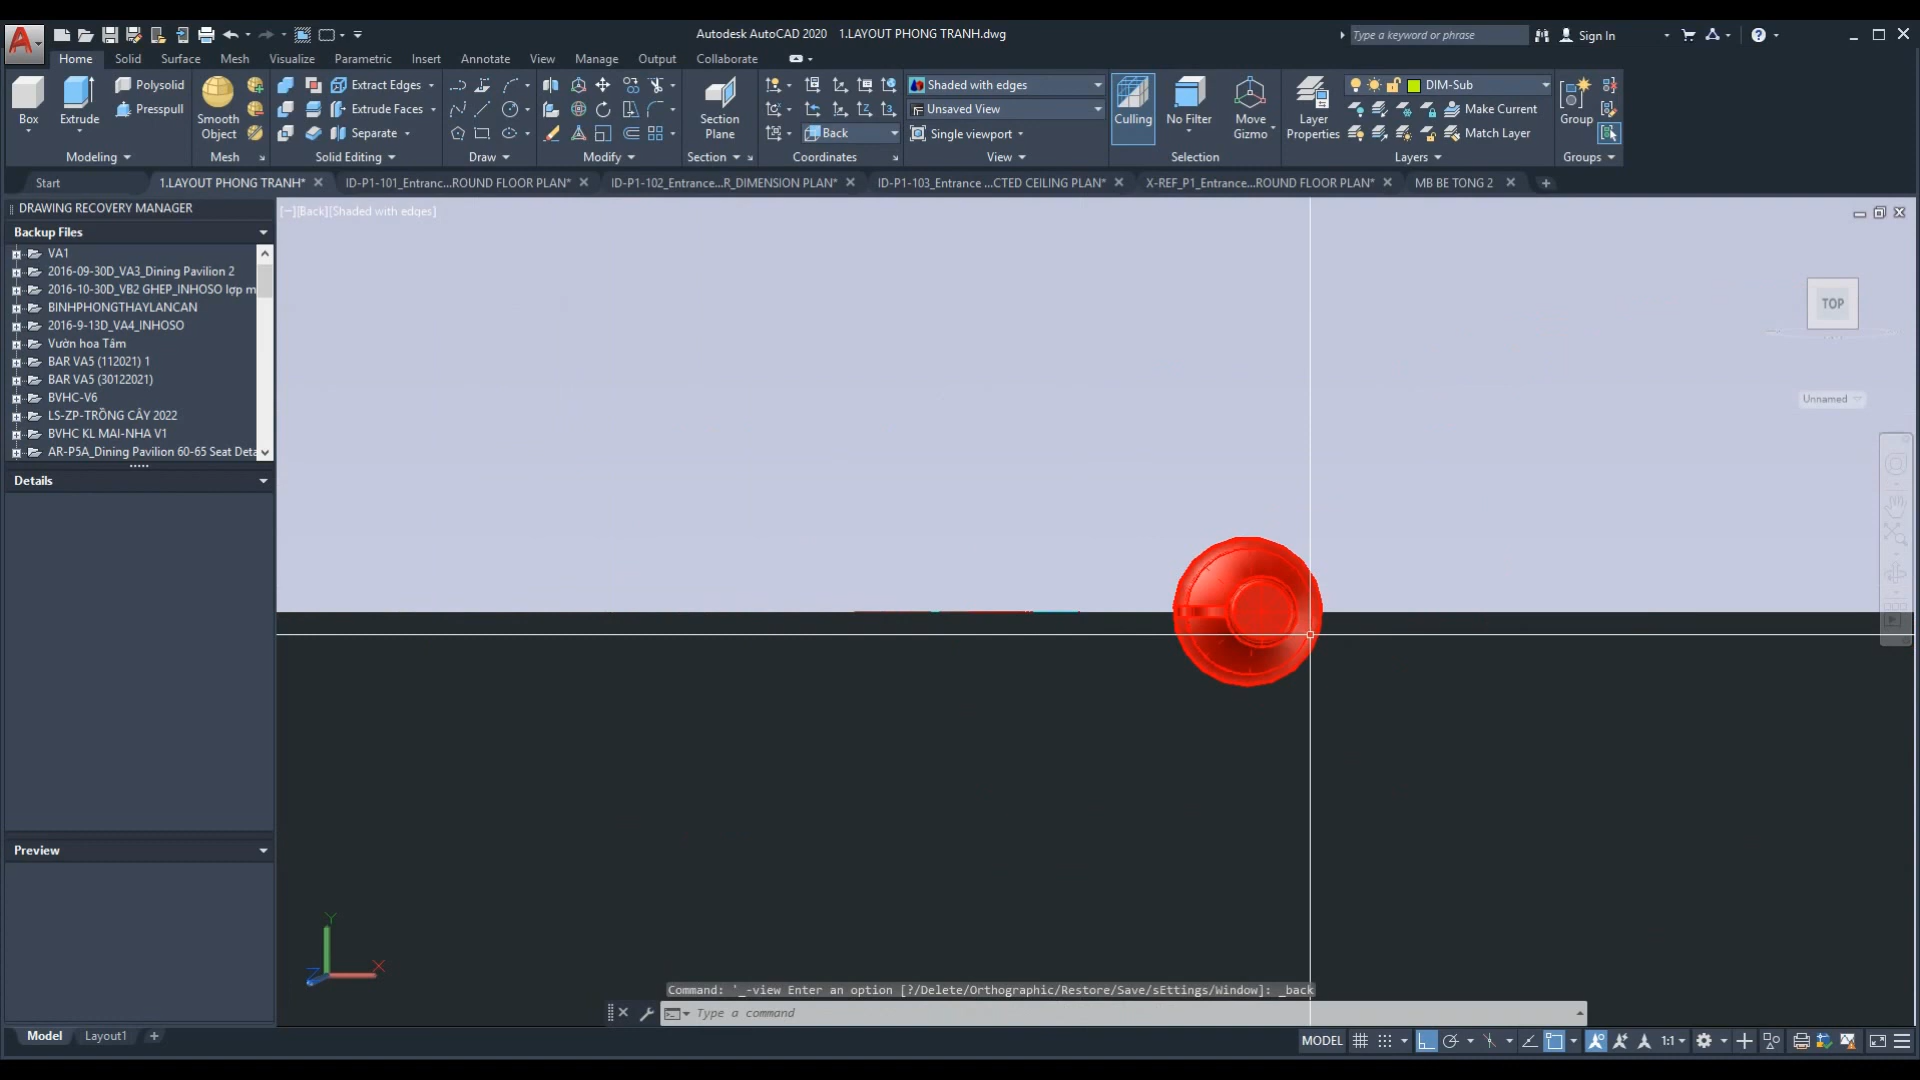 Autodesk AutoCAD 2020 1.LAYOUT PHONG TRANH.dwg
Type a keyword or phrase
Sign In
Home Solid Surface Mesh Visualize Parametric Insert Annotate View Manage Output Collaborate
Box
Extrude
Polysolid
Presspull
Modeling
Smooth Object
Mesh
Extract Edges
Extrude Faces
Separate
Solid Editing
Draw
Modify
Section Plane
Section
Back
Coordinates
Shaded with edges
Unsaved View
Single viewport
View
Culling
No Filter
Move Gizmo
Selection
Layer Properties
DIM-Sub
Make Current
Match Layer
Layers
Group
Groups
Start
1.LAYOUT PHONG TRANH*
ID-P1-101_Entranc...ROUND FLOOR PLAN*
ID-P1-102_Entrance...R_DIMENSION PLAN*
ID-P1-103_Entrance ...CTED CEILING PLAN*
X-REF_P1_Entrance...ROUND FLOOR PLAN*
MB BE TONG 2
DRAWING RECOVERY MANAGER
Backup Files
VA1
2016-09-30D_VA3_Dining Pavilion 2
2016-10-30D_VB2 GHEP_INHOSO lợp m
BINHPHONGTHAYLANCAN
2016-9-13D_VA4_INHOSO
Vườn hoa Tắm
BAR VA5 (112021) 1
BAR VA5 (30122021)
BVHC-V6
LS-ZP-TRỒNG CÂY 2022
BVHC KL MAI-NHA V1
AR-P5A_Dining Pavilion 60-65 Seat Deta
Details
Preview
[−][Back][Shaded with edges]
TOP
Unnamed
Y
Z
X
Command: '_-view Enter an option [?/Delete/Orthographic/Restore/Save/sEttings/Window]: _back
Type a command
Model Layout1
MODEL
1:1